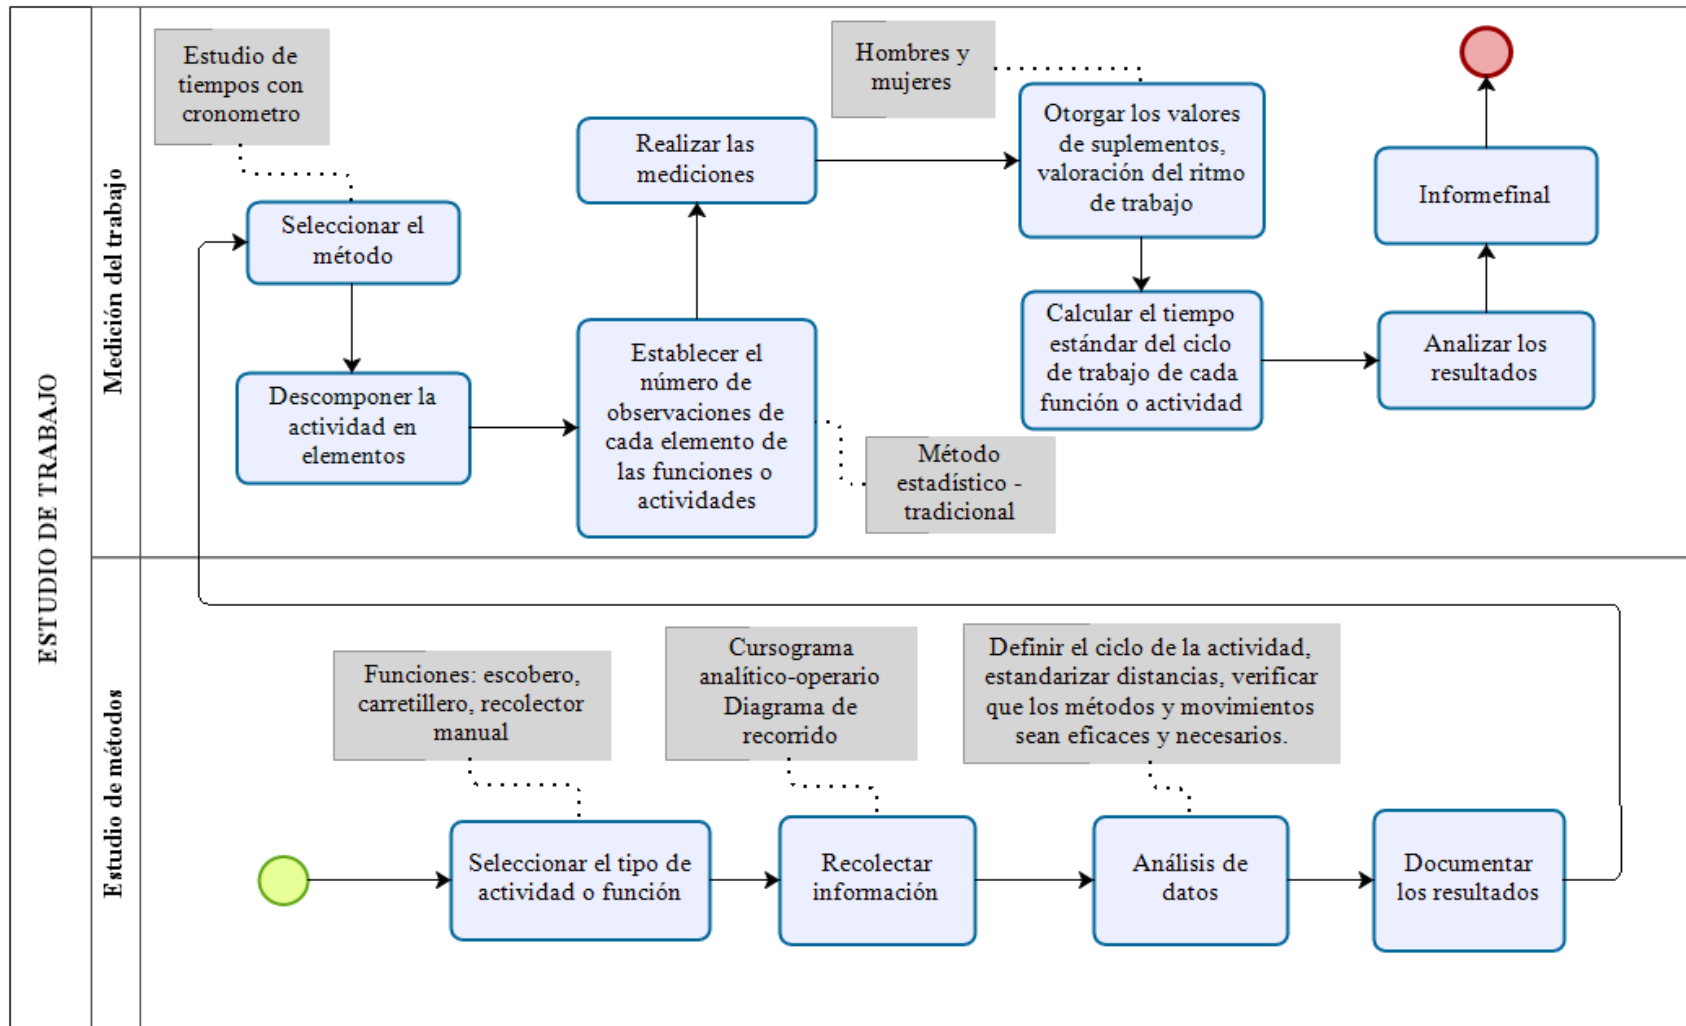 ESTUDIO DE TRABAJO
Medición del trabajo
Estudio de
tiempos con
cronometro
Seleccionar el
método
Descomponer la
actividad en
elementos
Realizar las
mediciones
Establecer el
número de
observaciones de
cada elemento de
las funciones o
actividades
Método
estadístico -
tradicional
Hombres y
mujeres
Otorgar los valores
de suplementos,
valoración del ritmo
de trabajo
Calcular el tiempo
estándar del ciclo
de trabajo de cada
función o actividad
Informefinal
Analizar los
resultados
Estudio de métodos
Funciones: escobero,
carretillero, recolector
manual
Seleccionar el tipo de
actividad o función
Cursograma
analítico-operario
Diagrama de
recorrido
Recolectar
información
Definir el ciclo de la actividad,
estandarizar distancias, verificar
que los métodos y movimientos
sean eficaces y necesarios.
Análisis de
datos
Documentar
los resultados